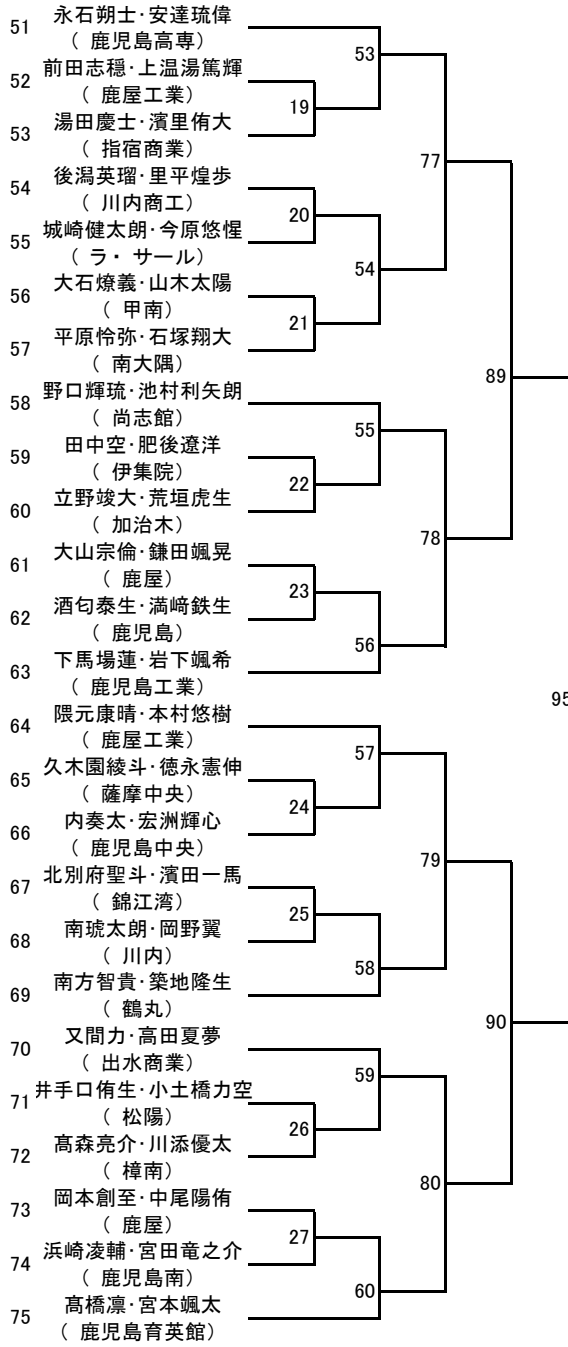 51 永石朔士･安達琉偉
( 鹿児島高専)
53
52 前田志穏･上温湯篤輝
( 鹿屋工業)
19
53 湯田慶士･濱里侑大
( 指宿商業)
77
54 後潟英瑠･里平煌歩
( 川内商工)
20
55 城崎健太朗･今原悠惺
( ラ・サール)
54
56 大石燎義･山木太陽
( 甲南)
21
57 平原怜弥･石塚翔大
( 南大隅)
89
58 野口輝琉･池村利矢朗
( 尚志館)
55
59 田中空･肥後遼洋
( 伊集院)
22
60 立野竣大･荒垣虎生
( 加治木)
78
61 大山宗倫･鎌田颯晃
( 鹿屋)
23
62 酒匂泰生･満﨑鉄生
( 鹿児島)
56
63 下馬場蓮･岩下颯希
( 鹿児島工業)
95
64 隈元康晴･本村悠樹
( 鹿屋工業)
57
65 久木園綾斗･徳永憲伸
( 薩摩中央)
24
66 内奏太･宏洲輝心
( 鹿児島中央)
79
67 北別府聖斗･濱田一馬
( 錦江湾)
25
68 南琥太朗･岡野翼
( 川内)
58
69 南方智貴･築地隆生
( 鶴丸)
90
70 又間力･高田夏夢
( 出水商業)
59
71 井手口侑生･小土橋力空
( 松陽)
26
72 髙森亮介･川添優太
( 樟南)
80
73 岡本創至･中尾陽侑
( 鹿屋)
27
74 浜崎凌輔･宮田竜之介
( 鹿児島南)
60
75 髙橋凛･宮本颯太
( 鹿児島育英館)